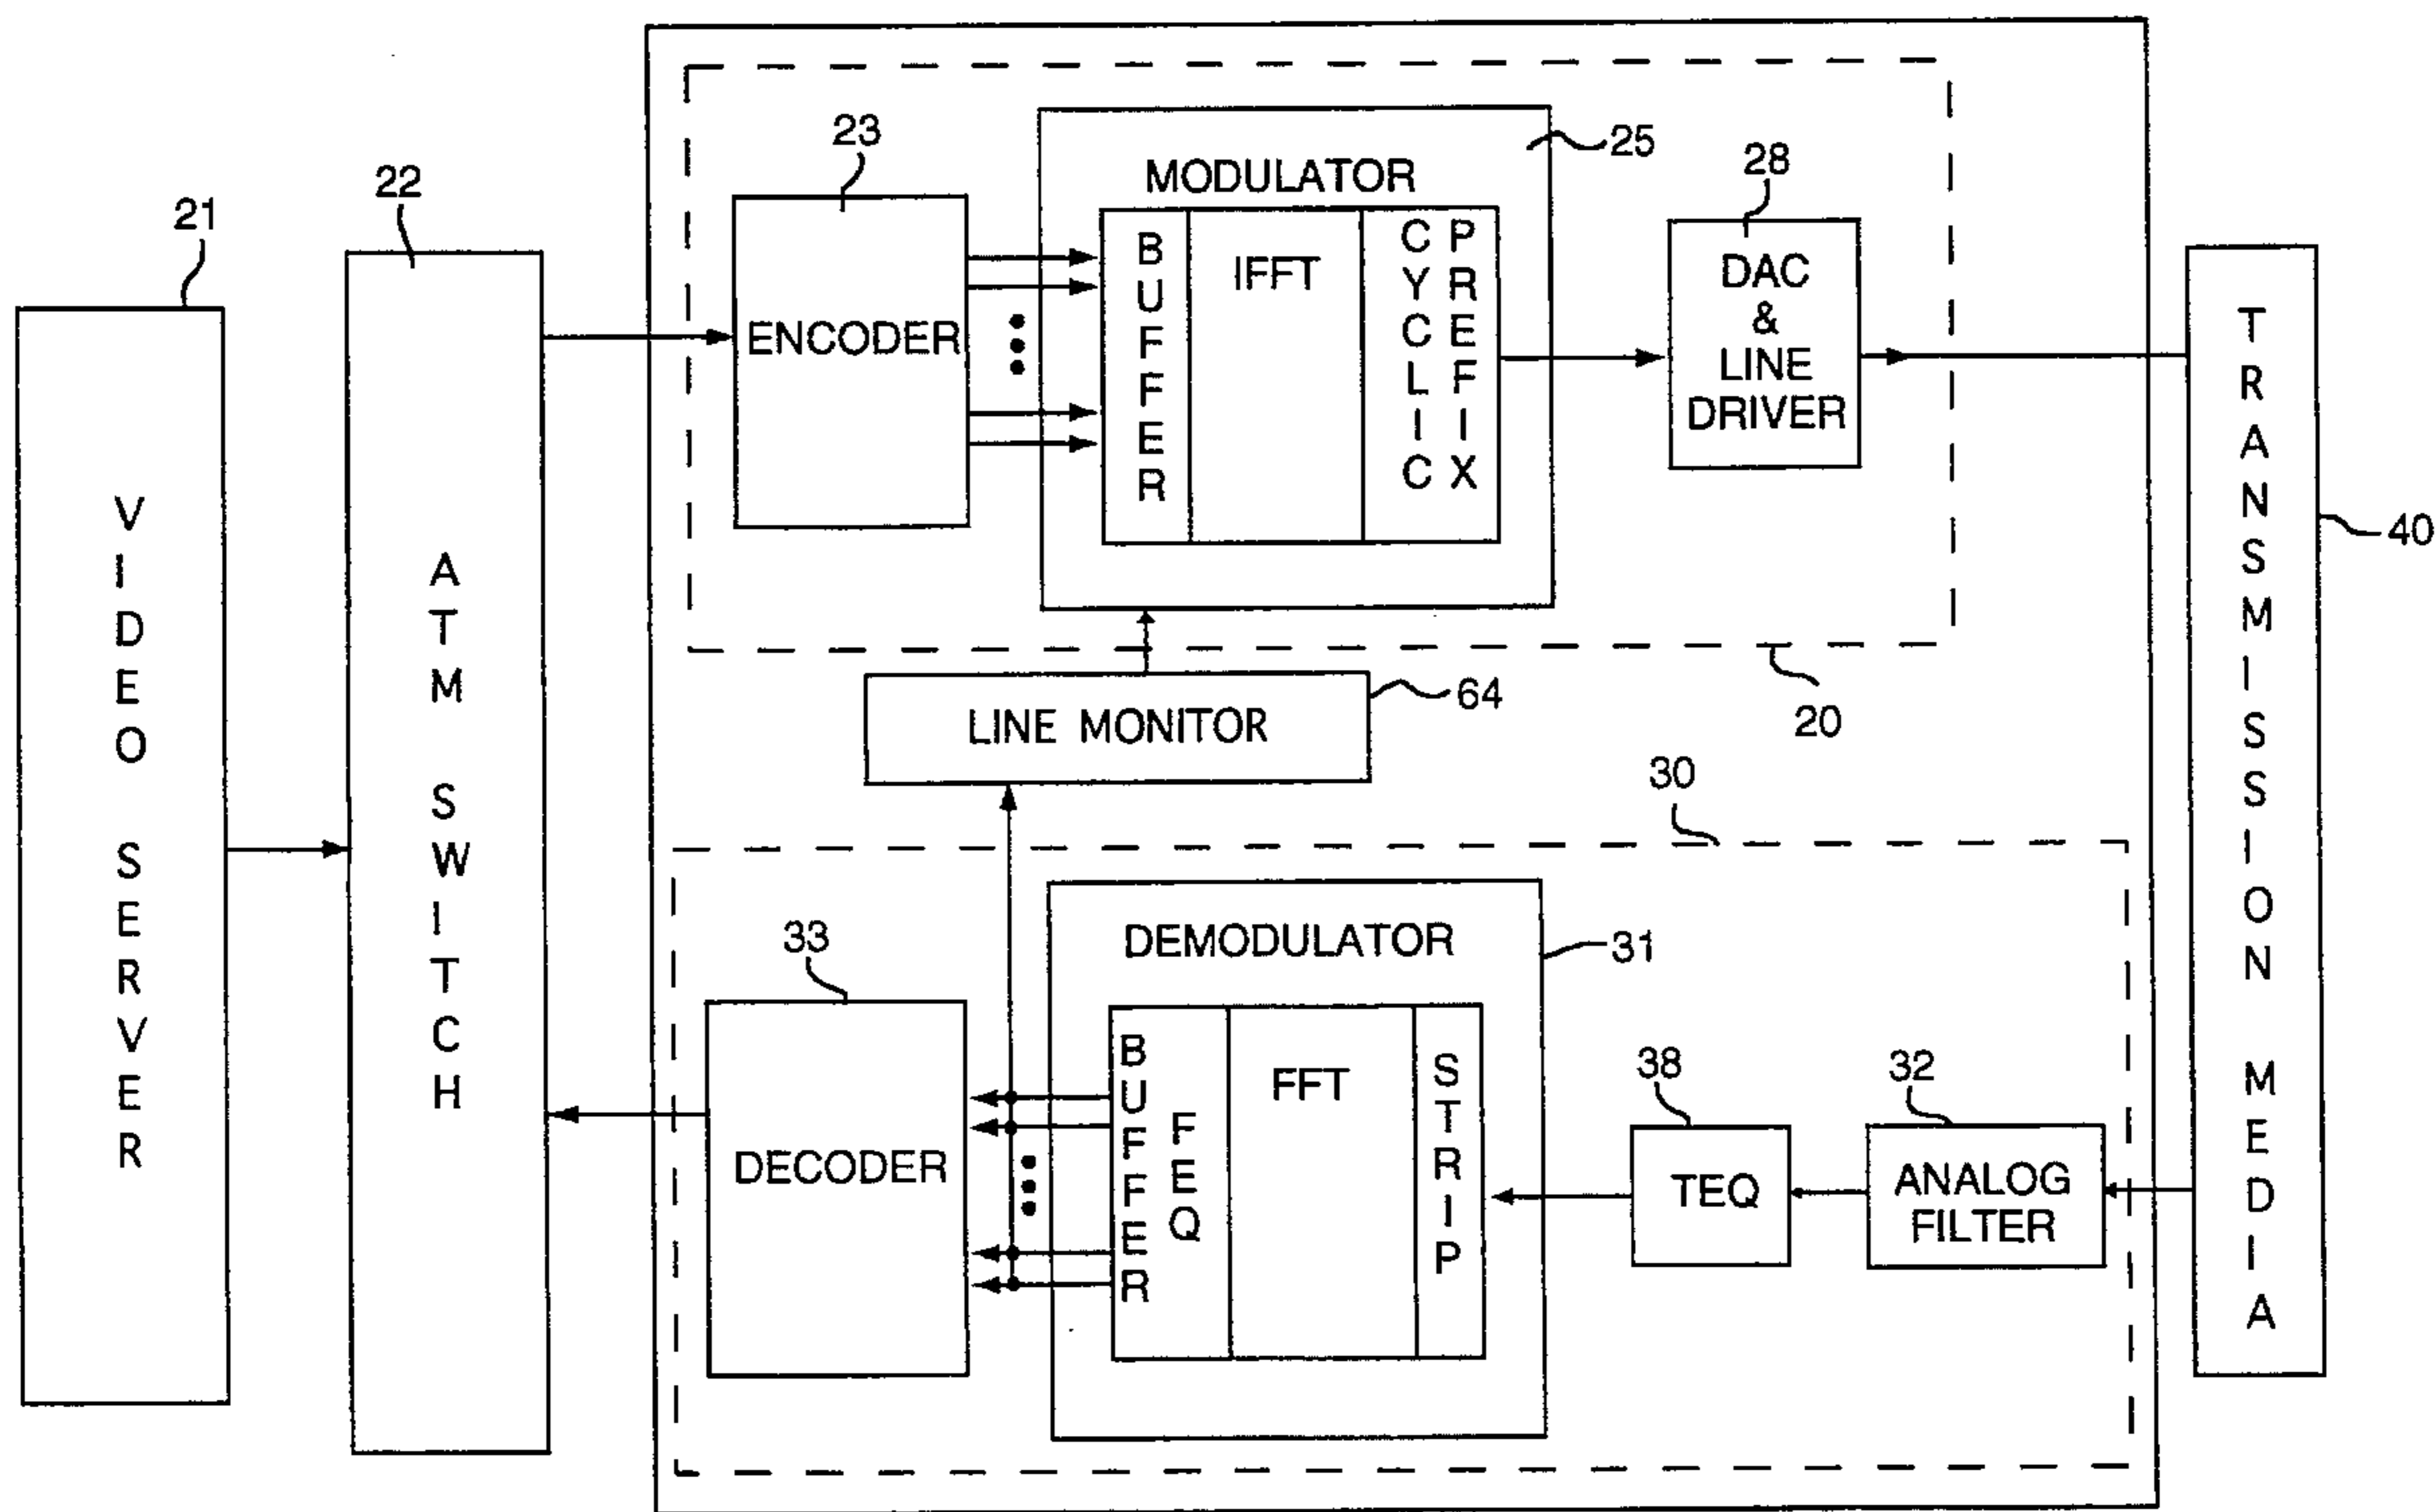 21
VIDEO SERVER
22
ATM SWITCH
23
ENCODER
MODULATOR
25
BUFFER
IFFT
CYCLIC
PREFIX
28
DAC
&
LINE
DRIVER
20
LINE MONITOR
64
30
33
DECODER
DEMODULATOR
31
BUFFER
FEQ
FFT
STRIP
38
TEQ
32
ANALOG
FILTER
TRANSMISSION MEDIA
40